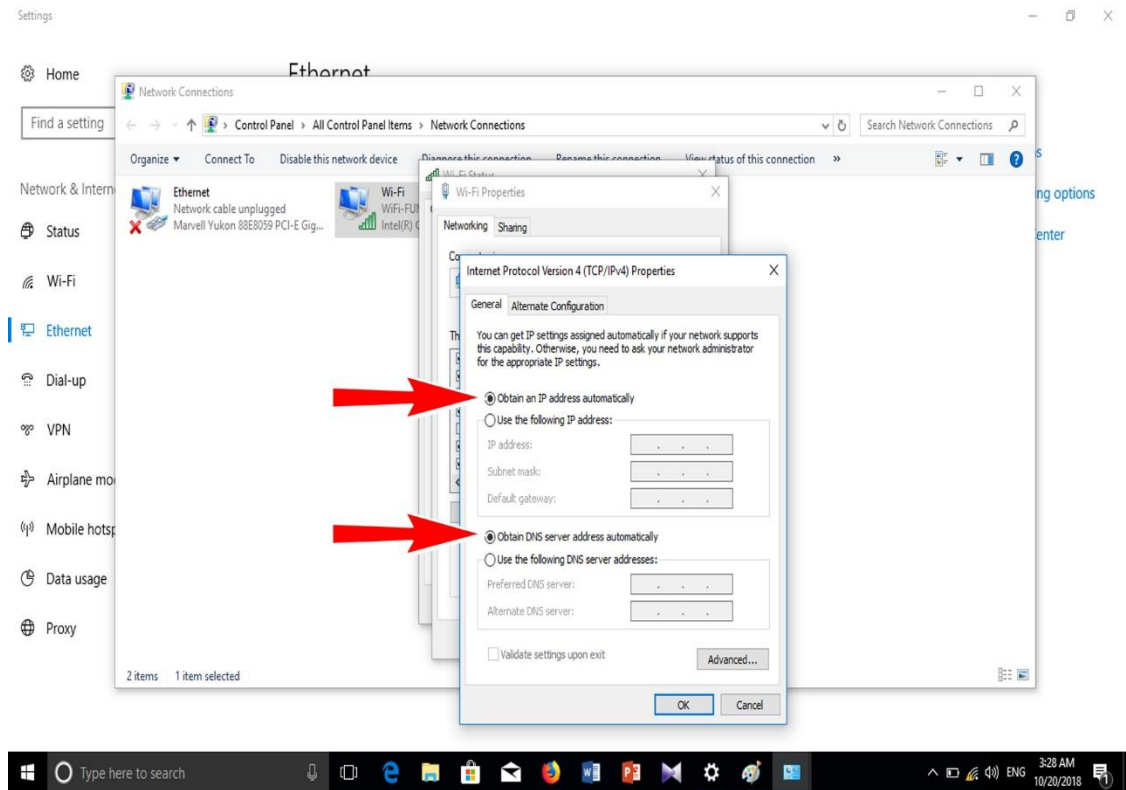 Settings
Home
Ethernet
Find a setting
Network & Intern
Status
Wi-Fi
Ethernet
Dial-up
VPN
Airplane mo
Mobile hotsp
Data usage
Proxy
ing options
enter
Network Connections
Control Panel > All Control Panel Items > Network Connections
Search Network Connections
Organize Connect To Disable this network device Diagnose this connection Rename this connection View status of this connection »
Ethernet
Network cable unplugged
Marvell Yukon 88E8059 PCI-E Gig...
Wi-Fi
WiFi-FU
Intel(R)
2 items 1 item selected
Wi-Fi Status
Wi-Fi Properties
Networking Sharing
Internet Protocol Version 4 (TCP/IPv4) Properties
General Alternate Configuration
You can get IP settings assigned automatically if your network supports
this capability. Otherwise, you need to ask your network administrator
for the appropriate IP settings.
Obtain an IP address automatically
Use the following IP address:
IP address:
Subnet mask:
Default gateway:
Obtain DNS server address automatically
Use the following DNS server addresses:
Preferred DNS server:
Alternate DNS server:
Validate settings upon exit
Advanced...
OK Cancel
Type here to search
ENG
3:28 AM
10/20/2018